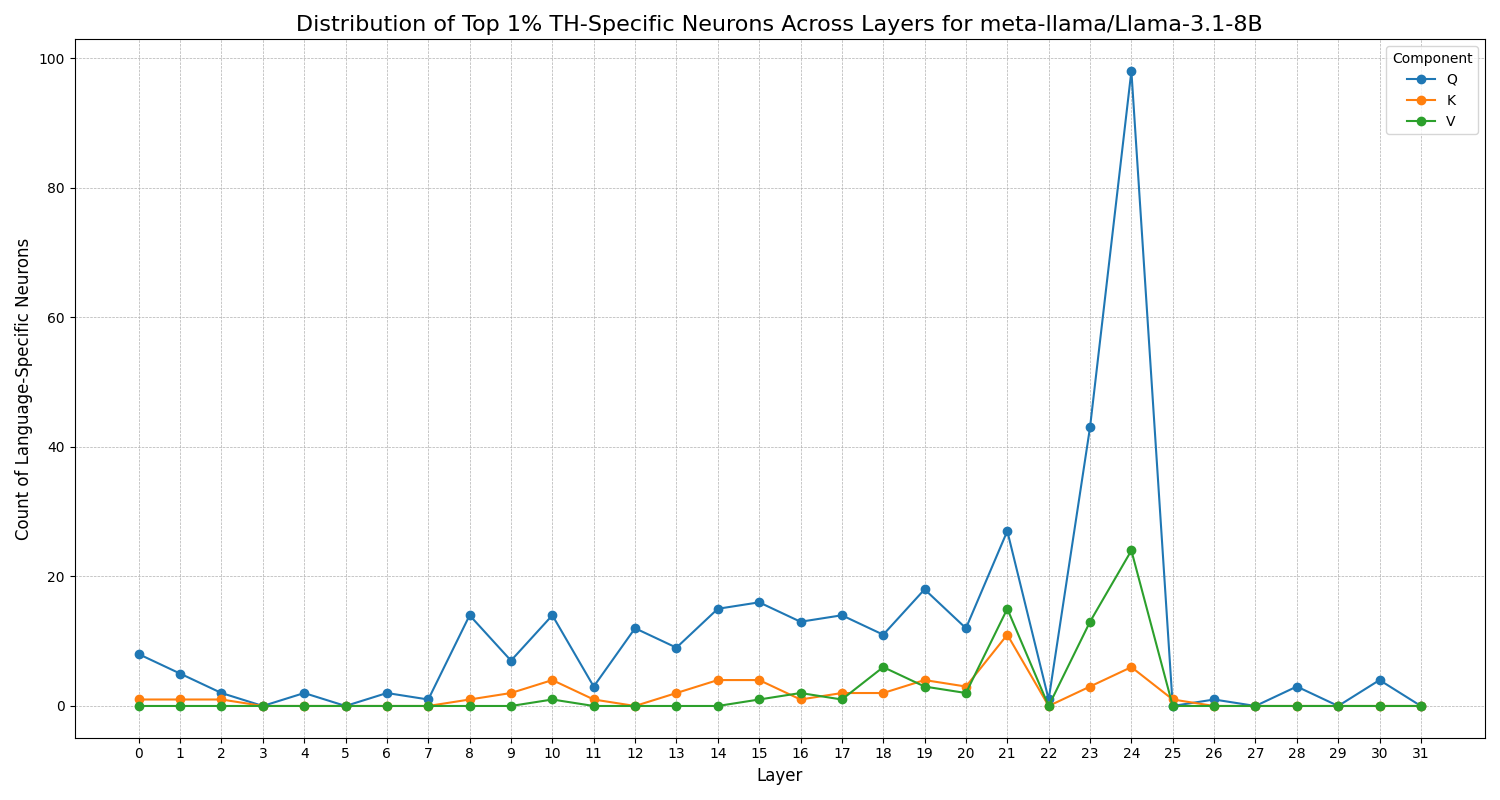 Distribution of Top 1% TH-Specific Neurons Across Layers for meta-llama/Llama-3.1-8B
Component
Q
K
V
100
80
60
40
20
0
Count of Language-Specific Neurons
0 1 2 3 4 5 6 7 8 9 10 11 12 13 14 15 16 17 18 19 20 21 22 23 24 25 26 27 28 29 30 31
Layer